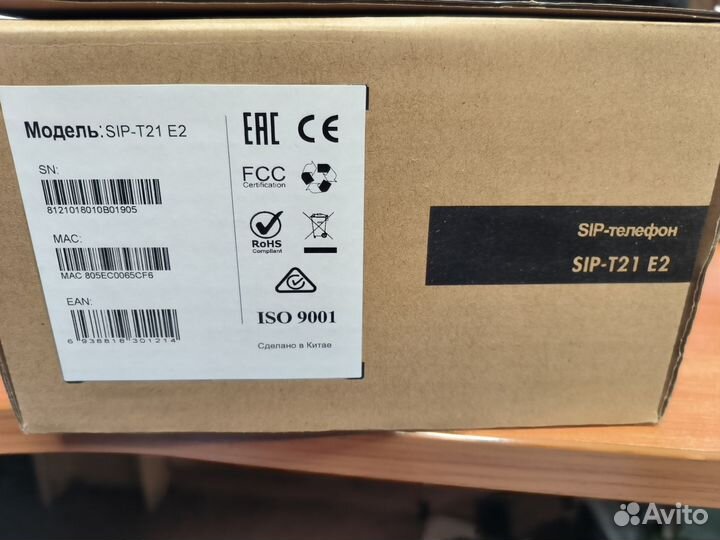 Модель: SIP-T21 E2
SN:
8121018010B01905
MAC:
MAC 805EC0065CF6
EAN:
6 938818 301214
EAC CE
FCC
Certification
RoHS
Compliant
ISO 9001
Сделано в Китае
SIP-телефон
SIP-T21 E2
Avito